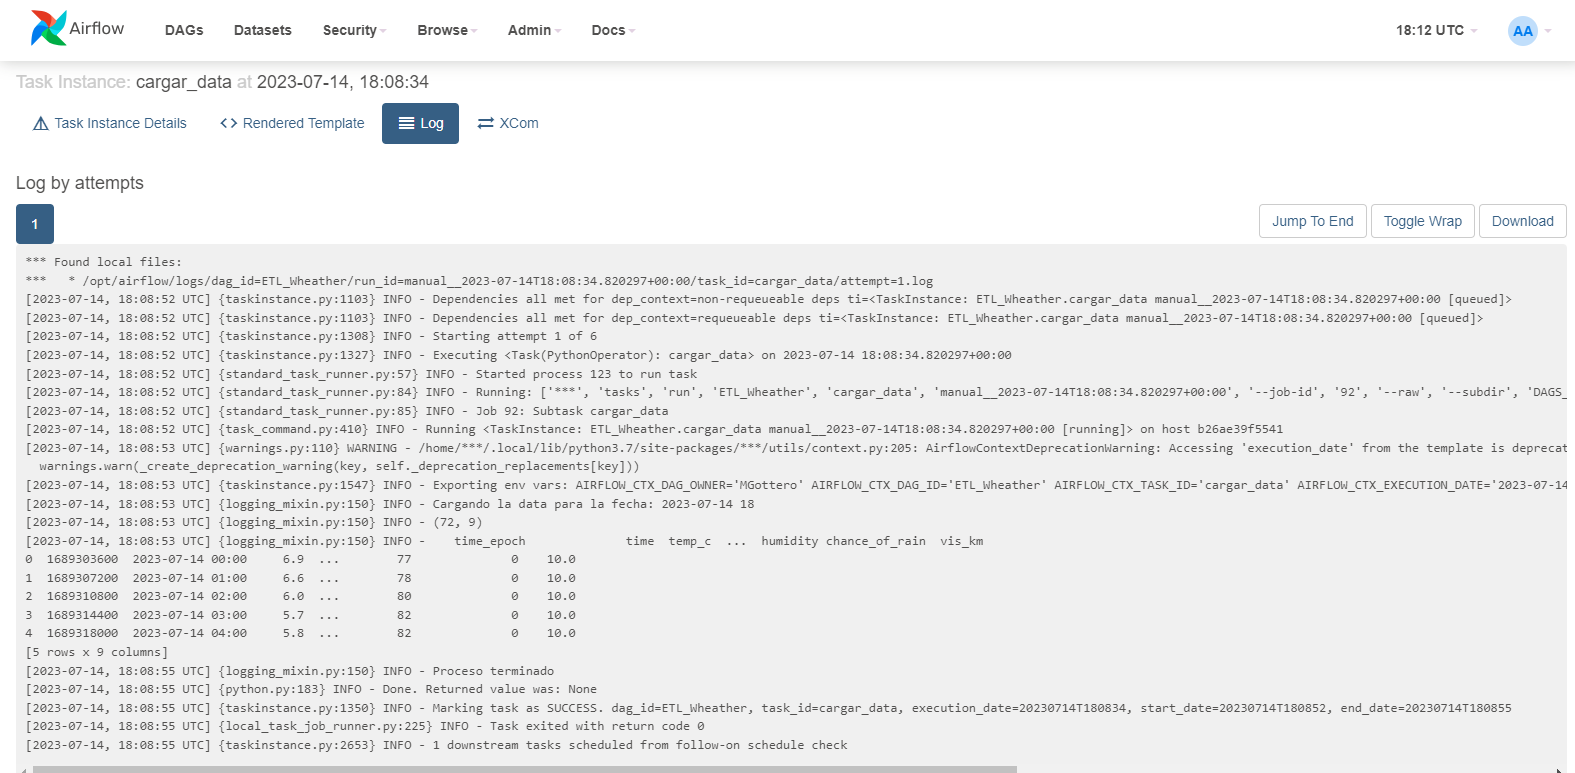 Airflow DAGs Datasets Security Browse Admin Docs 18:12 UTC AA
Task Instance: cargar_data at 2023-07-14, 18:08:34
Task Instance Details <> Rendered Template Log XCom
Log by attempts
1 Jump To End Toggle Wrap Download
*** Found local files:
***   * /opt/airflow/logs/dag_id=ETL_Wheather/run_id=manual__2023-07-14T18:08:34.820297+00:00/task_id=cargar_data/attempt=1.log
[2023-07-14, 18:08:52 UTC] {taskinstance.py:1103} INFO - Dependencies all met for dep_context=non-requeueable deps ti=<TaskInstance: ETL_Wheather.cargar_data manual__2023-07-14T18:08:34.820297+00:00 [queued]>
[2023-07-14, 18:08:52 UTC] {taskinstance.py:1103} INFO - Dependencies all met for dep_context=requeueable deps ti=<TaskInstance: ETL_Wheather.cargar_data manual__2023-07-14T18:08:34.820297+00:00 [queued]>
[2023-07-14, 18:08:52 UTC] {taskinstance.py:1308} INFO - Starting attempt 1 of 6
[2023-07-14, 18:08:52 UTC] {taskinstance.py:1327} INFO - Executing <Task(PythonOperator): cargar_data> on 2023-07-14 18:08:34.820297+00:00
[2023-07-14, 18:08:52 UTC] {standard_task_runner.py:57} INFO - Started process 123 to run task
[2023-07-14, 18:08:52 UTC] {standard_task_runner.py:84} INFO - Running: ['***', 'tasks', 'run', 'ETL_Wheather', 'cargar_data', 'manual__2023-07-14T18:08:34.820297+00:00', '--job-id', '92', '--raw', '--subdir', 'DAGS_
[2023-07-14, 18:08:52 UTC] {standard_task_runner.py:85} INFO - Job 92: Subtask cargar_data
[2023-07-14, 18:08:52 UTC] {task_command.py:410} INFO - Running <TaskInstance: ETL_Wheather.cargar_data manual__2023-07-14T18:08:34.820297+00:00 [running]> on host b26ae39f5541
[2023-07-14, 18:08:53 UTC] {warnings.py:110} WARNING - /home/***/.local/lib/python3.7/site-packages/***/utils/context.py:205: AirflowContextDeprecationWarning: Accessing 'execution_date' from the template is deprecat
  warnings.warn(_create_deprecation_warning(key, self._deprecation_replacements[key]))
[2023-07-14, 18:08:53 UTC] {taskinstance.py:1547} INFO - Exporting env vars: AIRFLOW_CTX_DAG_OWNER='MGottero' AIRFLOW_CTX_DAG_ID='ETL_Wheather' AIRFLOW_CTX_TASK_ID='cargar_data' AIRFLOW_CTX_EXECUTION_DATE='2023-07-14
[2023-07-14, 18:08:53 UTC] {logging_mixin.py:150} INFO - Cargando la data para la fecha: 2023-07-14 18
[2023-07-14, 18:08:53 UTC] {logging_mixin.py:150} INFO - (72, 9)
[2023-07-14, 18:08:53 UTC] {logging_mixin.py:150} INFO -    time_epoch              time  temp_c  ...  humidity chance_of_rain  vis_km
0  1689303600  2023-07-14 00:00     6.9  ...        77              0    10.0
1  1689307200  2023-07-14 01:00     6.6  ...        78              0    10.0
2  1689310800  2023-07-14 02:00     6.0  ...        80              0    10.0
3  1689314400  2023-07-14 03:00     5.7  ...        82              0    10.0
4  1689318000  2023-07-14 04:00     5.8  ...        82              0    10.0
[5 rows x 9 columns]
[2023-07-14, 18:08:55 UTC] {logging_mixin.py:150} INFO - Proceso terminado
[2023-07-14, 18:08:55 UTC] {python.py:183} INFO - Done. Returned value was: None
[2023-07-14, 18:08:55 UTC] {taskinstance.py:1350} INFO - Marking task as SUCCESS. dag_id=ETL_Wheather, task_id=cargar_data, execution_date=20230714T180834, start_date=20230714T180852, end_date=20230714T180855
[2023-07-14, 18:08:55 UTC] {local_task_job_runner.py:225} INFO - Task exited with return code 0
[2023-07-14, 18:08:55 UTC] {taskinstance.py:2653} INFO - 1 downstream tasks scheduled from follow-on schedule check